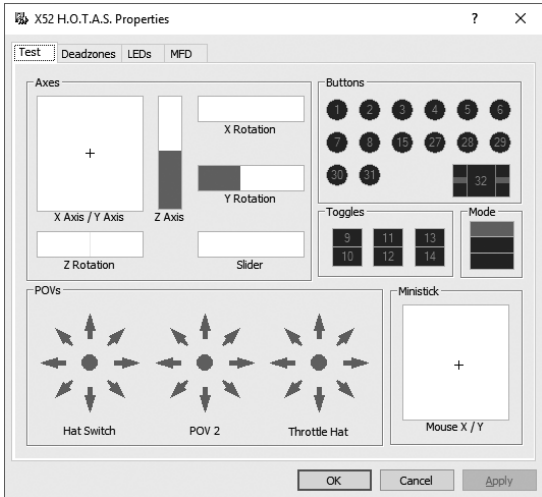 X52 H.O.T.A.S. Properties ? ×
Test Deadzones LEDs MFD
Axes
X Axis / Y Axis
Z Axis
X Rotation
Y Rotation
Z Rotation
Slider
Buttons
1 2 3 4 5 6
7 8 15 27 28 29
30 31 32
Toggles
9 11 13
10 12 14
Mode
POVs
Hat Switch POV 2 Throttle Hat
Ministick
Mouse X / Y
OK Cancel Apply